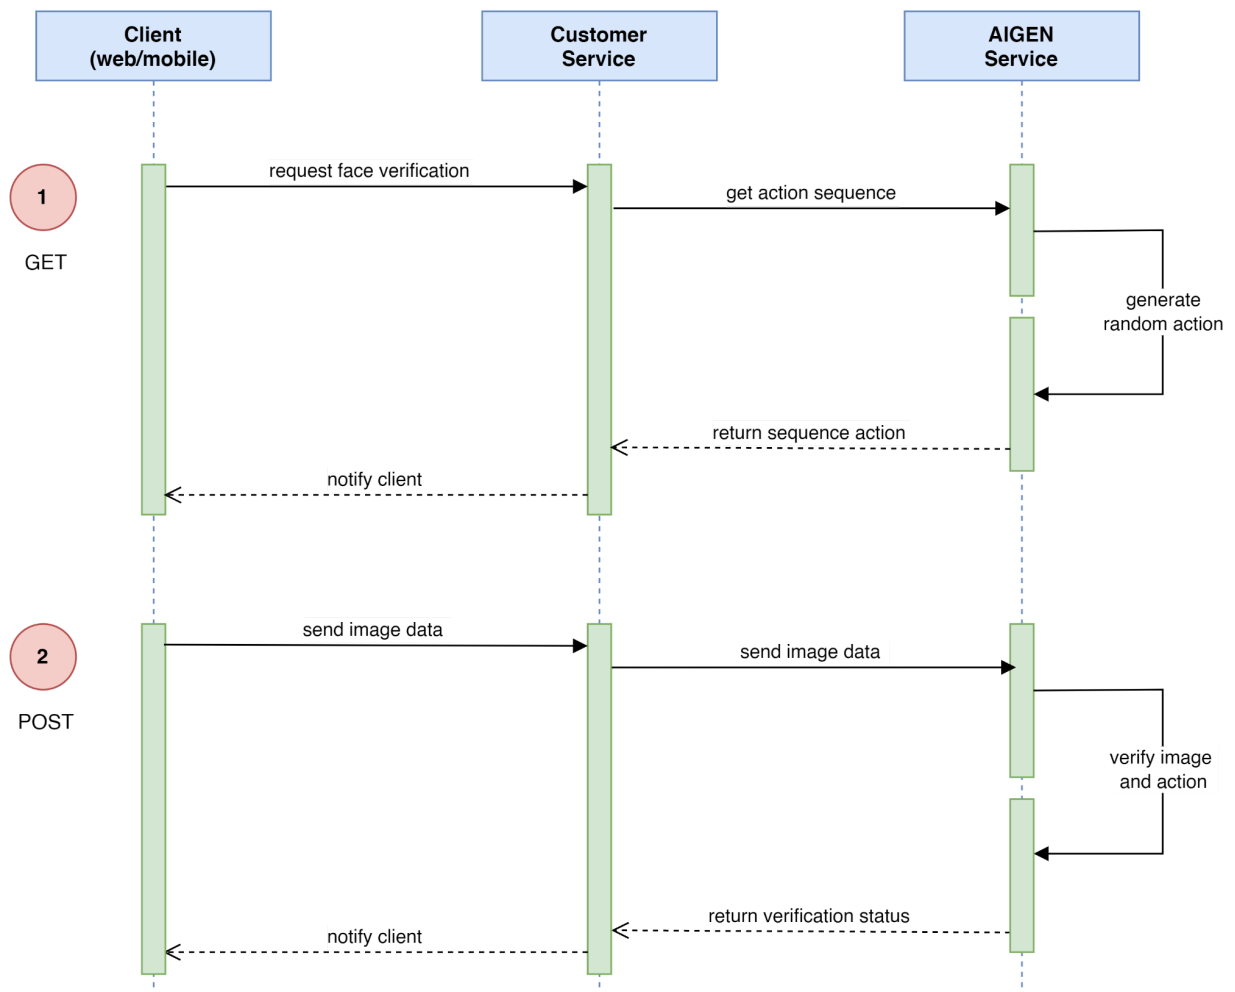 Client
(web/mobile)
Customer
Service
AIGEN
Service
1
GET
request face verification
get action sequence
generate
random action
return sequence action
notify client
2
POST
send image data
send image data
verify image
and action
return verification status
notify client